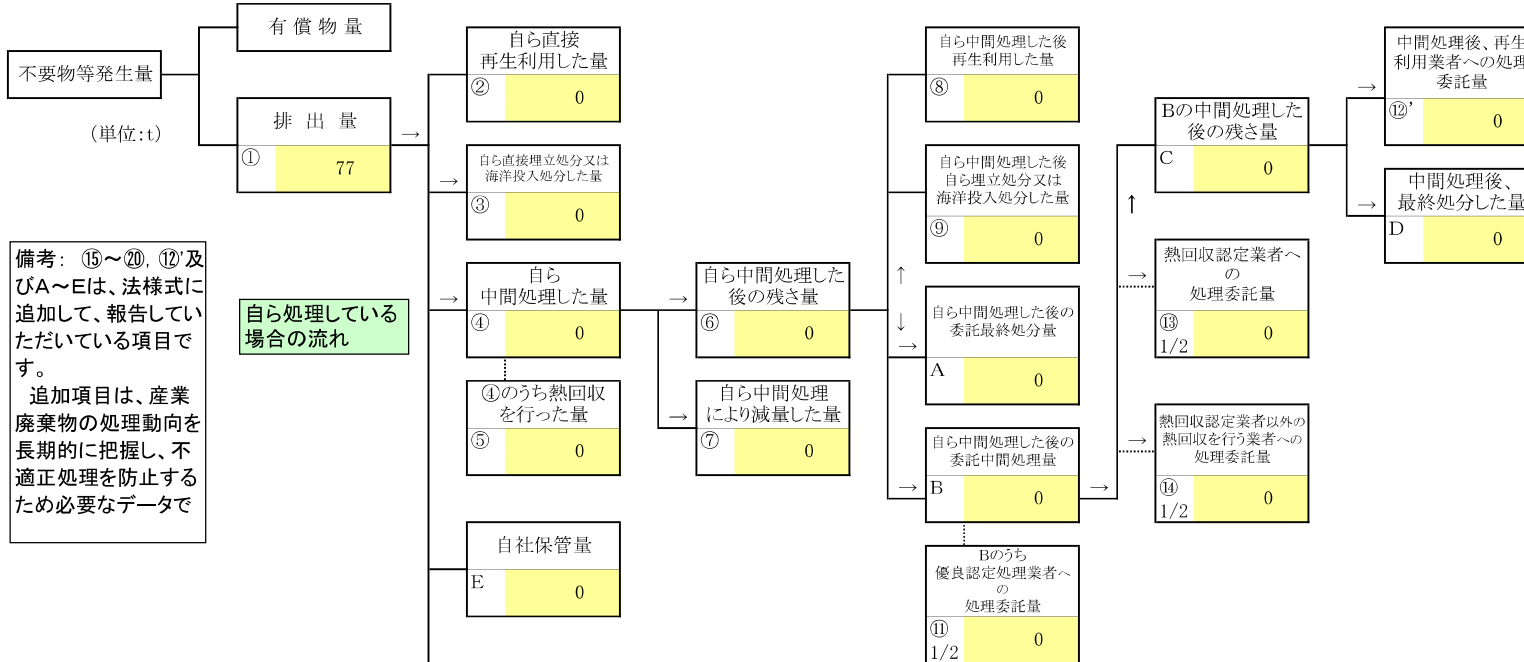 不要物等発生量
(単位:t)
有 償 物 量
排 出 量
①
77
→
備考： ⑮～⑳，⑫'及
びA～Eは、法様式に
追加して、報告してい
ただいている項目で
す。
追加項目は、産業
廃棄物の処理動向を
長期的に把握し、不
適正処理を防止する
ため必要なデータで
自ら処理している
場合の流れ
自ら直接
再生利用した量
②
0
→
自ら直接埋立処分又は
海洋投入処分した量
③
0
→
自ら
中間処理した量
④
0
④のうち熱回収
を行った量
⑤
0
自社保管量
E
0
→
自ら中間処理した
後の残さ量
⑥
0
→
自ら中間処理
により減量した量
⑦
0
自ら中間処理した後
再生利用した量
⑧
0
自ら中間処理した後
自ら埋立処分又は
海洋投入処分した量
⑨
0
↑
↓
→
自ら中間処理した後の
委託最終処分量
A
0
→
自ら中間処理した後の
委託中間処理量
B
0
→
Bのうち
優良認定処理業者へ
の
処理委託量
⑪
1/2
0
Bの中間処理した
後の残さ量
C
0
↑
→
熱回収認定業者へ
の
処理委託量
⑬
1/2
0
→
熱回収認定業者以外の
熱回収を行う業者への
処理委託量
⑭
1/2
0
→
中間処理後、再生
利用業者への処理
委託量
⑫'
0
→
中間処理後、
最終処分した量
D
0